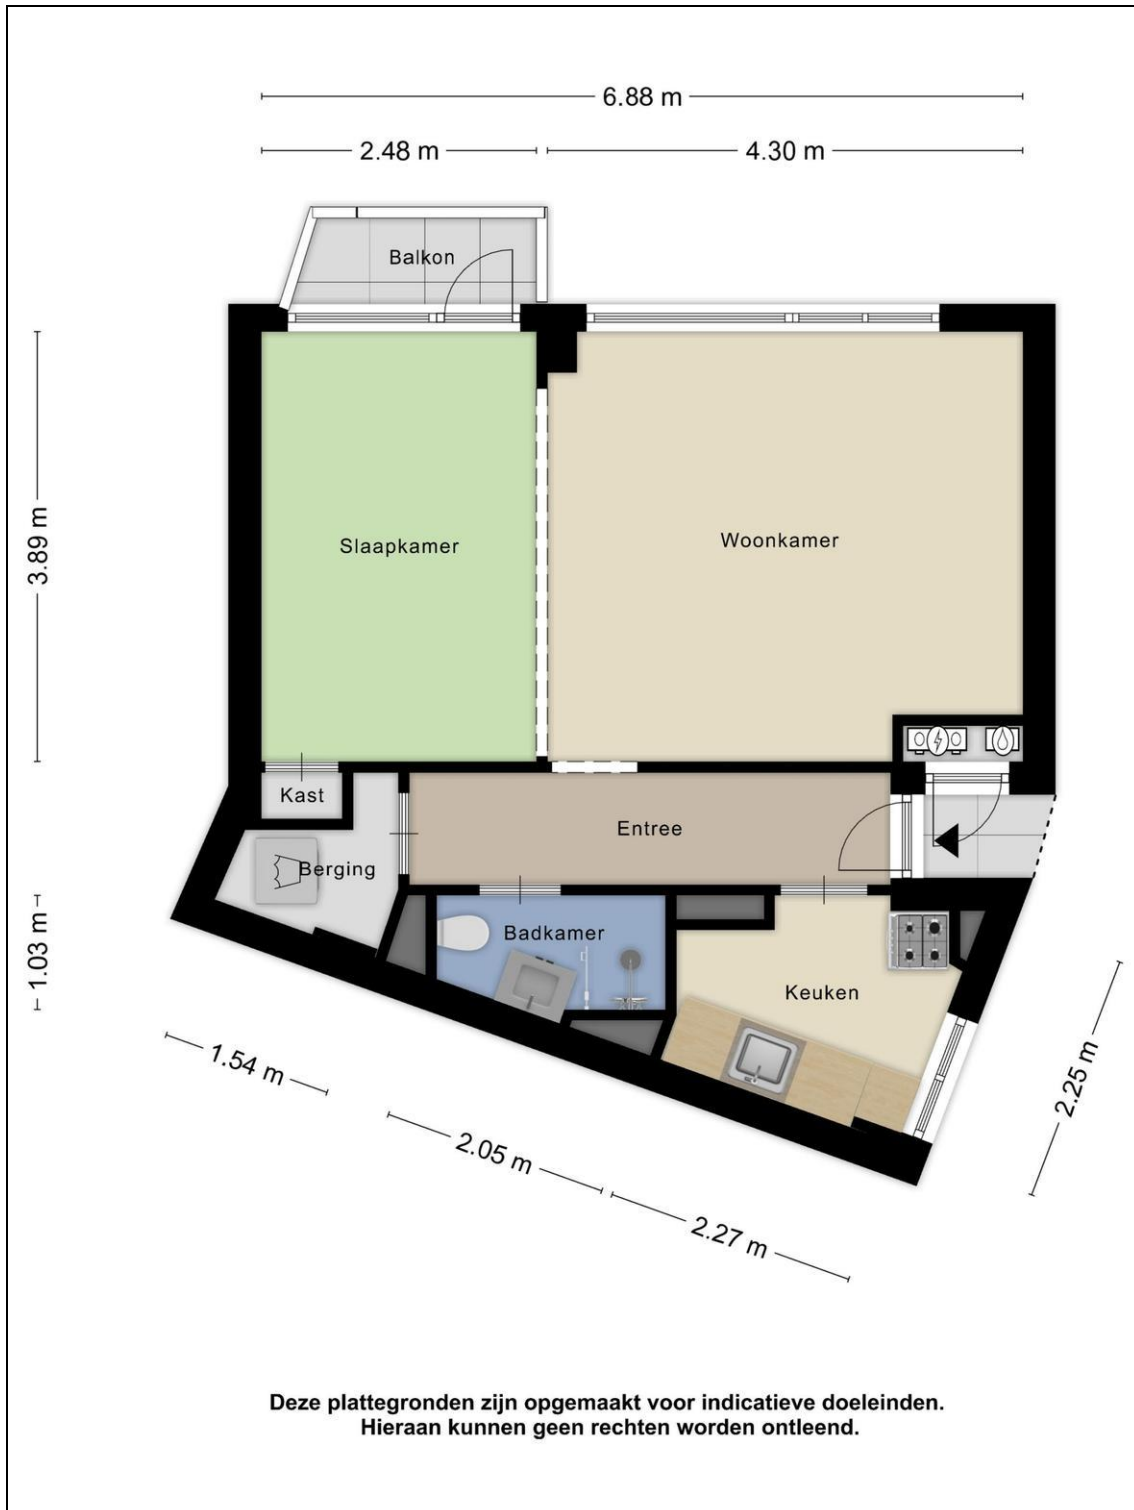 6.88 m
2.48 m
4.30 m
Balkon
3.89 m
Slaapkamer
Woonkamer
Kast
Entree
Berging
1.03 m
Badkamer
Keuken
1.54 m
2.25 m
2.05 m
2.27 m
Deze plattegronden zijn opgemaakt voor indicatieve doeleinden.
Hieraan kunnen geen rechten worden ontleend.